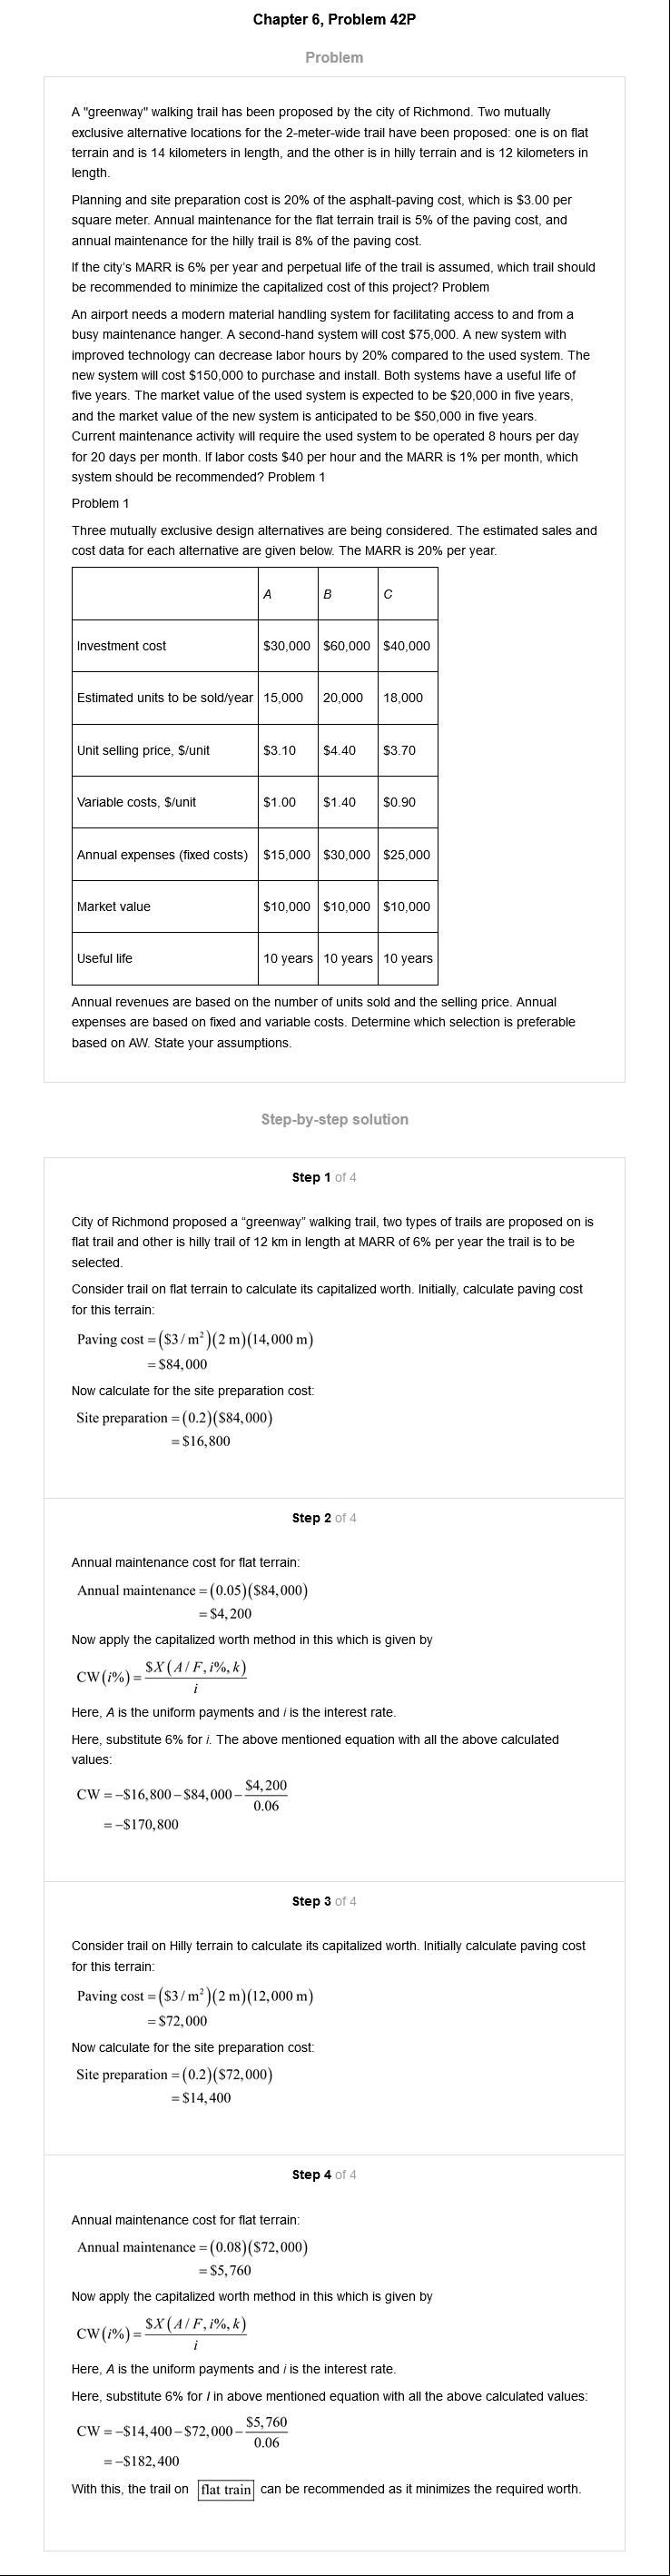 Chapter 6, Problem 42P
Problem
A "greenway" walking trail has been proposed by the city of Richmond. Two mutually
exclusive alternative locations for the 2-meter-wide trail have been proposed: one is on flat
terrain and is 14 kilometers in length, and the other is in hilly terrain and is 12 kilometers in
length.
Planning and site preparation cost is 20% of the asphalt-paving cost, which is $3.00 per
square meter. Annual maintenance for the flat terrain trail is 5% of the paving cost, and
annual maintenance for the hilly trail is 8% of the paving cost.
If the city's MARR is 6% per year and perpetual life of the trail is assumed, which trail should
be recommended to minimize the capitalized cost of this project? Problem
An airport needs a modern material handling system for facilitating access to and from a
busy maintenance hanger. A second-hand system will cost $75,000. A new system with
improved technology can decrease labor hours by 20% compared to the used system. The
new system will cost $150,000 to purchase and install. Both systems have a useful life of
five years. The market value of the used system is expected to be $20,000 in five years,
and the market value of the new system is anticipated to be $50,000 in five years.
Current maintenance activity will require the used system to be operated 8 hours per day
for 20 days per month. If labor costs $40 per hour and the MARR is 1% per month, which
system should be recommended? Problem 1
Problem 1
Three mutually exclusive design alternatives are being considered. The estimated sales and
cost data for each alternative are given below. The MARR is 20% per year.
A B C
Investment cost $30,000 $60,000 $40,000
Estimated units to be sold/year 15,000 20,000 18,000
Unit selling price, $/unit $3.10 $4.40 $3.70
Variable costs, $/unit $1.00 $1.40 $0.90
Annual expenses (fixed costs) $15,000 $30,000 $25,000
Market value $10,000 $10,000 $10,000
Useful life 10 years 10 years 10 years
Annual revenues are based on the number of units sold and the selling price. Annual
expenses are based on fixed and variable costs. Determine which selection is preferable
based on AW. State your assumptions.
Step-by-step solution
Step 1 of 4
City of Richmond proposed a “greenway” walking trail, two types of trails are proposed on is
flat trail and other is hilly trail of 12 km in length at MARR of 6% per year the trail is to be
selected.
Consider trail on flat terrain to calculate its capitalized worth. Initially, calculate paving cost
for this terrain:
Paving cost = ($3 / m²)(2 m)(14,000 m)
= $84,000
Now calculate for the site preparation cost:
Site preparation = (0.2)($84,000)
= $16,800
Step 2 of 4
Annual maintenance cost for flat terrain:
Annual maintenance = (0.05)($84,000)
= $4,200
Now apply the capitalized worth method in this which is given by
CW(i%) = $X(A/F, i%, k) / i
Here, A is the uniform payments and i is the interest rate.
Here, substitute 6% for i. The above mentioned equation with all the above calculated
values:
CW = –$16,800 – $84,000 – $4,200 / 0.06
= –$170,800
Step 3 of 4
Consider trail on Hilly terrain to calculate its capitalized worth. Initially calculate paving cost
for this terrain:
Paving cost = ($3 / m²)(2 m)(12,000 m)
= $72,000
Now calculate for the site preparation cost:
Site preparation = (0.2)($72,000)
= $14,400
Step 4 of 4
Annual maintenance cost for flat terrain:
Annual maintenance = (0.08)($72,000)
= $5,760
Now apply the capitalized worth method in this which is given by
CW(i%) = $X(A/F, i%, k) / i
Here, A is the uniform payments and i is the interest rate.
Here, substitute 6% for I in above mentioned equation with all the above calculated values:
CW = –$14,400 – $72,000 – $5,760 / 0.06
= –$182,400
With this, the trail on flat train can be recommended as it minimizes the required worth.